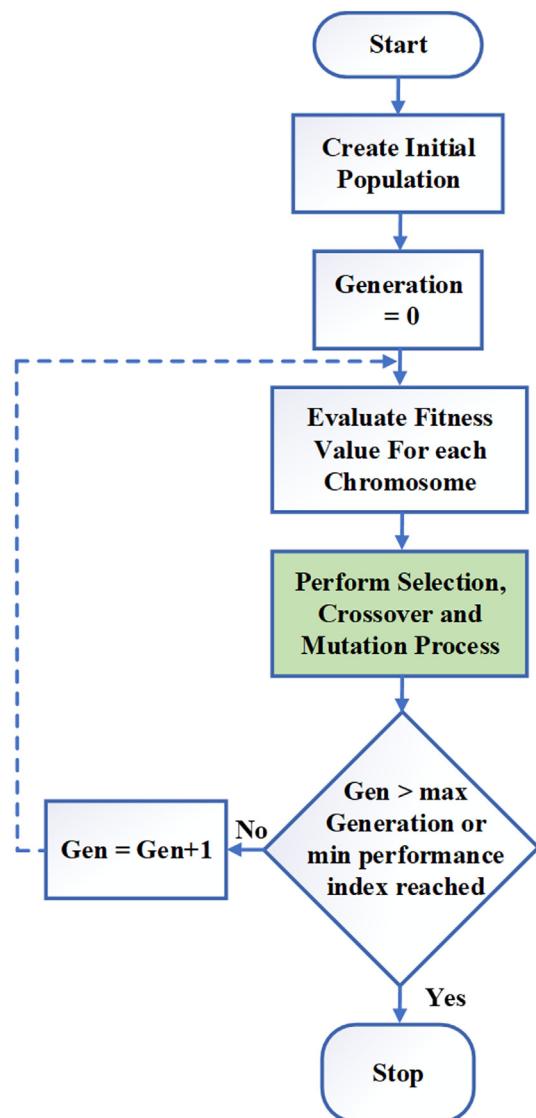 Start
Create Initial
Population
Generation
= 0
Evaluate Fitness
Value For each
Chromosome
Perform Selection,
Crossover and
Mutation Process
Gen > max
Generation or
min performance
index reached
No
Gen = Gen+1
Yes
Stop